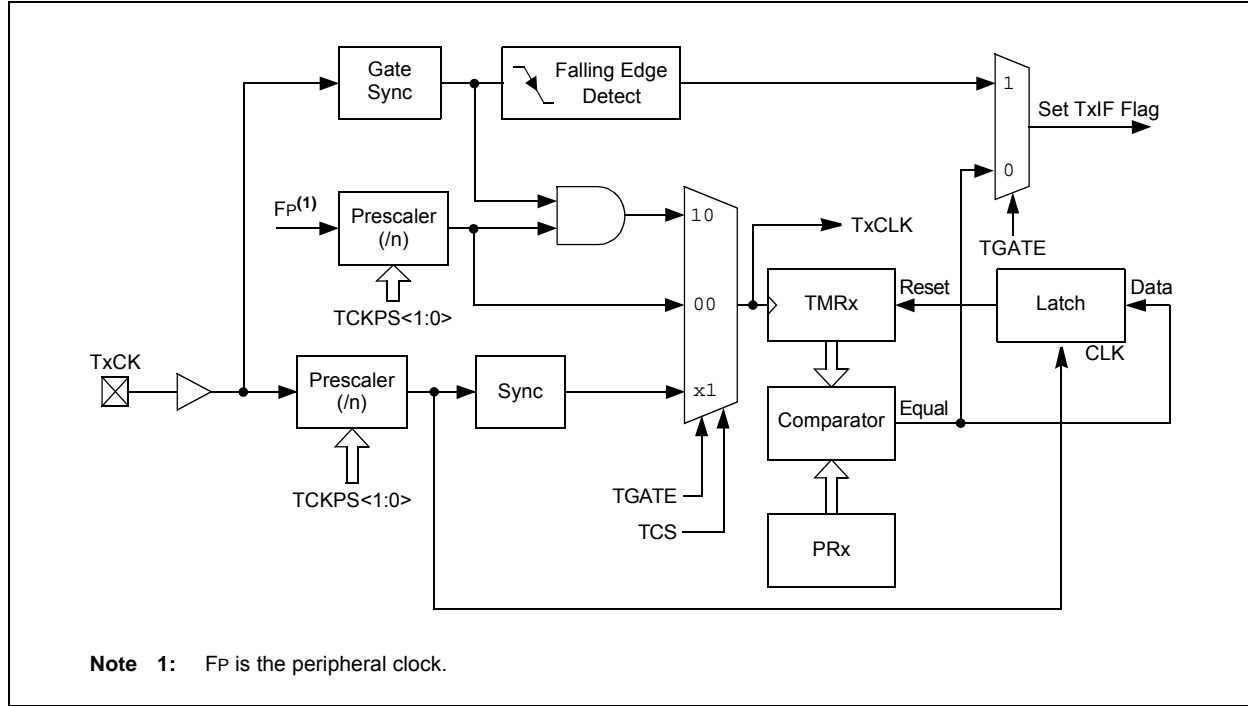 Gate
Sync
Falling Edge
Detect
1
Set TxIF Flag
0
TGATE
FP(1)
Prescaler
(/n)
TCKPS<1:0>
10
00
x1
TxCLK
TMRx
Reset
Latch
Data
CLK
TxCK
Prescaler
(/n)
TCKPS<1:0>
Sync
Comparator
Equal
TGATE
TCS
PRx
Note 1: FP is the peripheral clock.